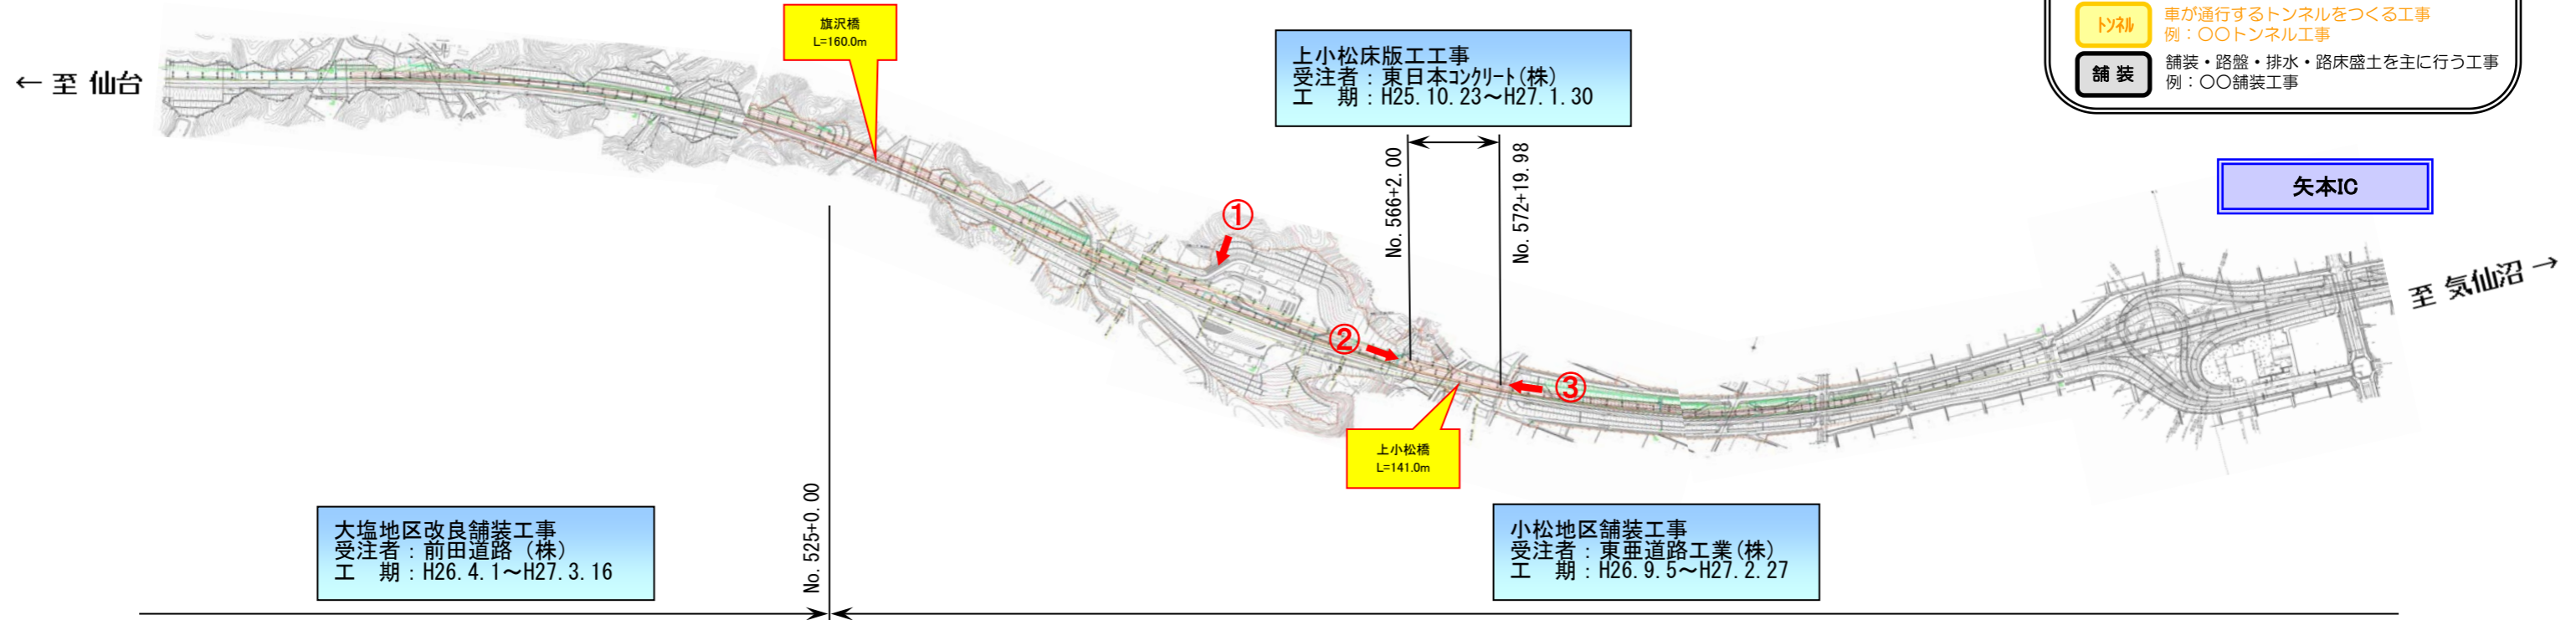 トンネル
車が通行するトンネルをつくる工事
例：〇〇トンネル工事
舗 装
舗装・路盤・排水・路床盛土を主に行う工事
例：〇〇舗装工事
旗沢橋
L=160.0m
← 至 仙台
上小松床版工工事
受注者：東日本ｺﾝｸﾘｰﾄ(株)
工　期：H25.10.23～H27.1.30
No.566+2.00
No.572+19.98
矢本IC
至 気仙沼 →
①
②
③
上小松橋
L=141.0m
No.525+0.00
大塩地区改良舗装工事
受注者：前田道路（株）
工　期：H26.4.1～H27.3.16
小松地区舗装工事
受注者：東亜道路工業(株)
工　期：H26.9.5～H27.2.27